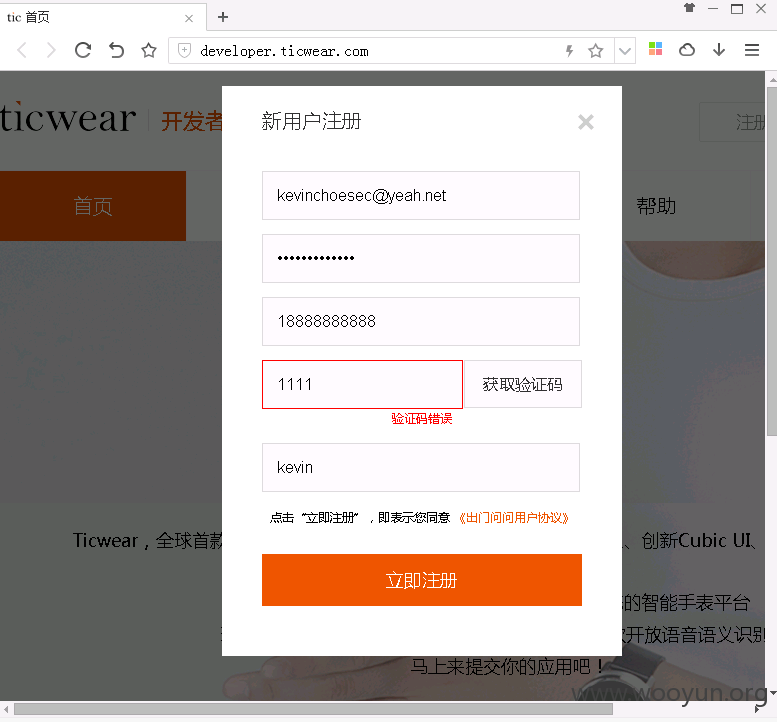 tic 首页
developer.ticwear.com
ticwear
开发者
注册
首页
帮助
新用户注册
kevinchoesec@yeah.net
18888888888
1111
获取验证码
验证码错误
kevin
点击“立即注册”，即表示您同意《出门问问用户协议》
立即注册
Ticwear，全球首款
、创新Cubic UI、
的智能手表平台
开放语音语义识别
马上来提交你的应用吧！
www.wooyun.org